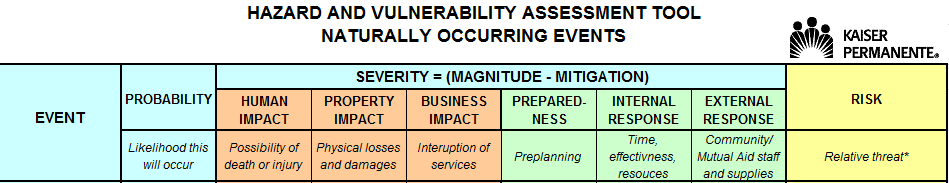 HAZARD AND VULNERABILITY ASSESSMENT TOOL
NATURALLY OCCURRING EVENTS
KAISER
PERMANENTE®
EVENT
PROBABILITY
SEVERITY = (MAGNITUDE - MITIGATION)
RISK
HUMAN
IMPACT
PROPERTY
IMPACT
BUSINESS
IMPACT
PREPARED-
NESS
INTERNAL
RESPONSE
EXTERNAL
RESPONSE
Likelihood this
will occur
Possibility of
death or injury
Physical losses
and damages
Interuption of
services
Preplanning
Time,
effectivness,
resouces
Community/
Mutual Aid staff
and supplies
Relative threat*